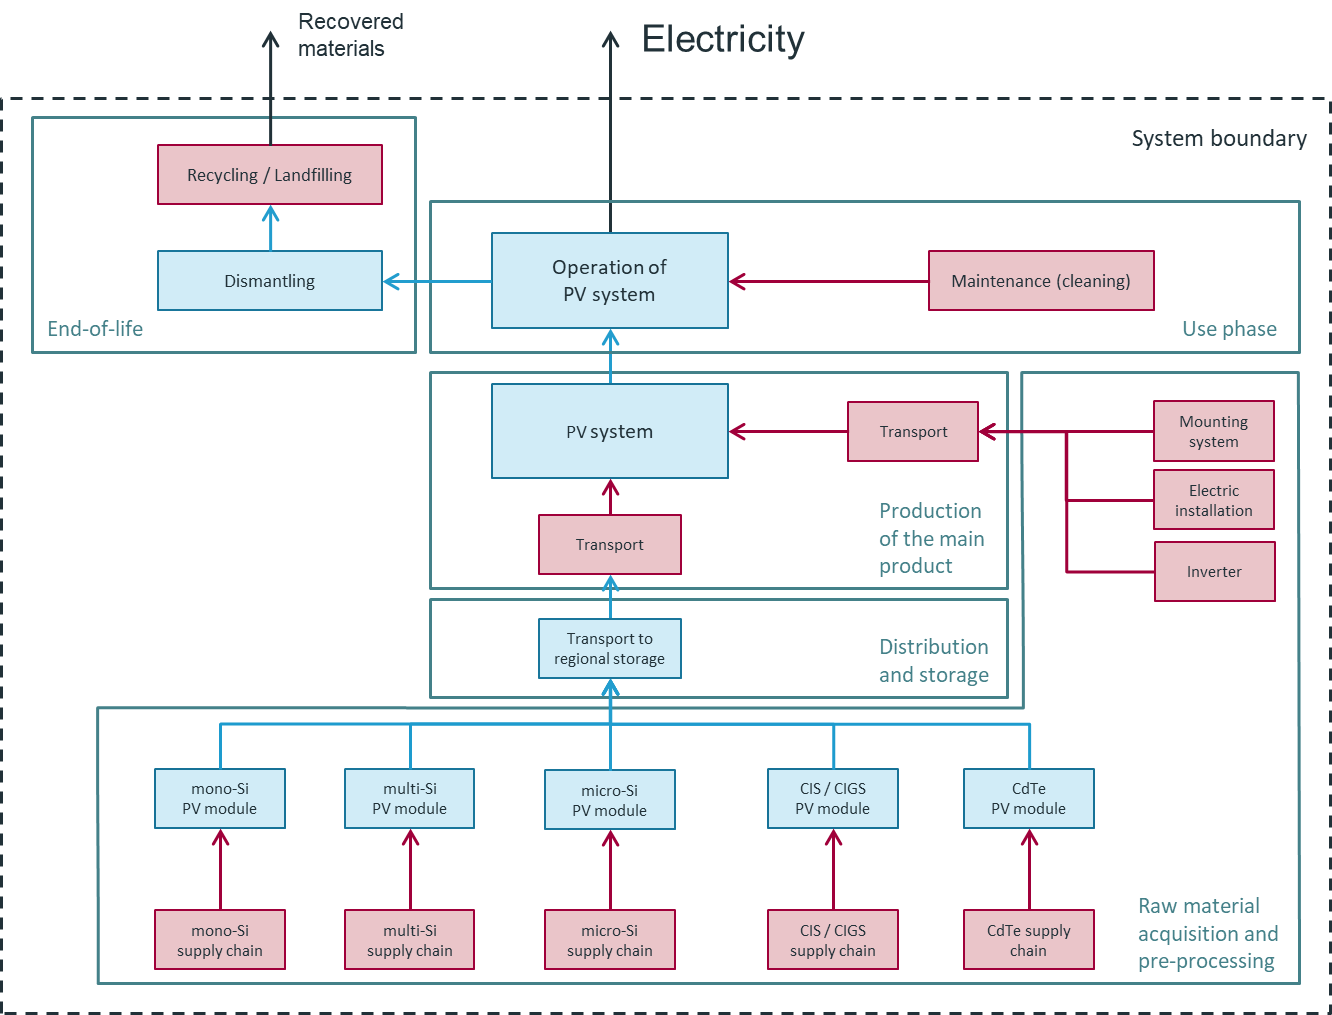 Recovered
materials
Electricity
System boundary
Recycling / Landfilling
Dismantling
End-of-life
Operation of
PV system
Maintenance (cleaning)
Use phase
PV system
Transport
Mounting
system
Electric
installation
Inverter
Production
of the main
product
Transport
Transport to
regional storage
Distribution
and storage
mono-Si
PV module
multi-Si
PV module
micro-Si
PV module
CIS / CIGS
PV module
CdTe
PV module
mono-Si
supply chain
multi-Si
supply chain
micro-Si
supply chain
CIS / CIGS
supply chain
CdTe supply
chain
Raw material
acquisition and
pre-processing